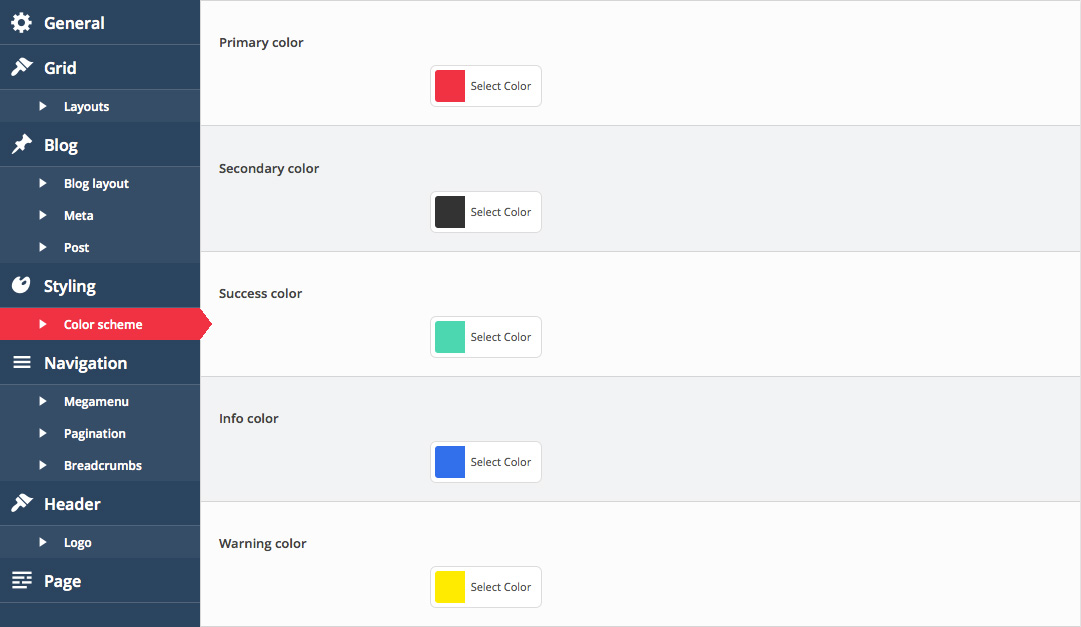 General
Grid
Layouts
Blog
Blog layout
Meta
Post
Styling
Color scheme
Navigation
Megamenu
Pagination
Breadcrumbs
Header
Logo
Page
Primary color
Select Color
Secondary color
Select Color
Success color
Select Color
Info color
Select Color
Warning color
Select Color